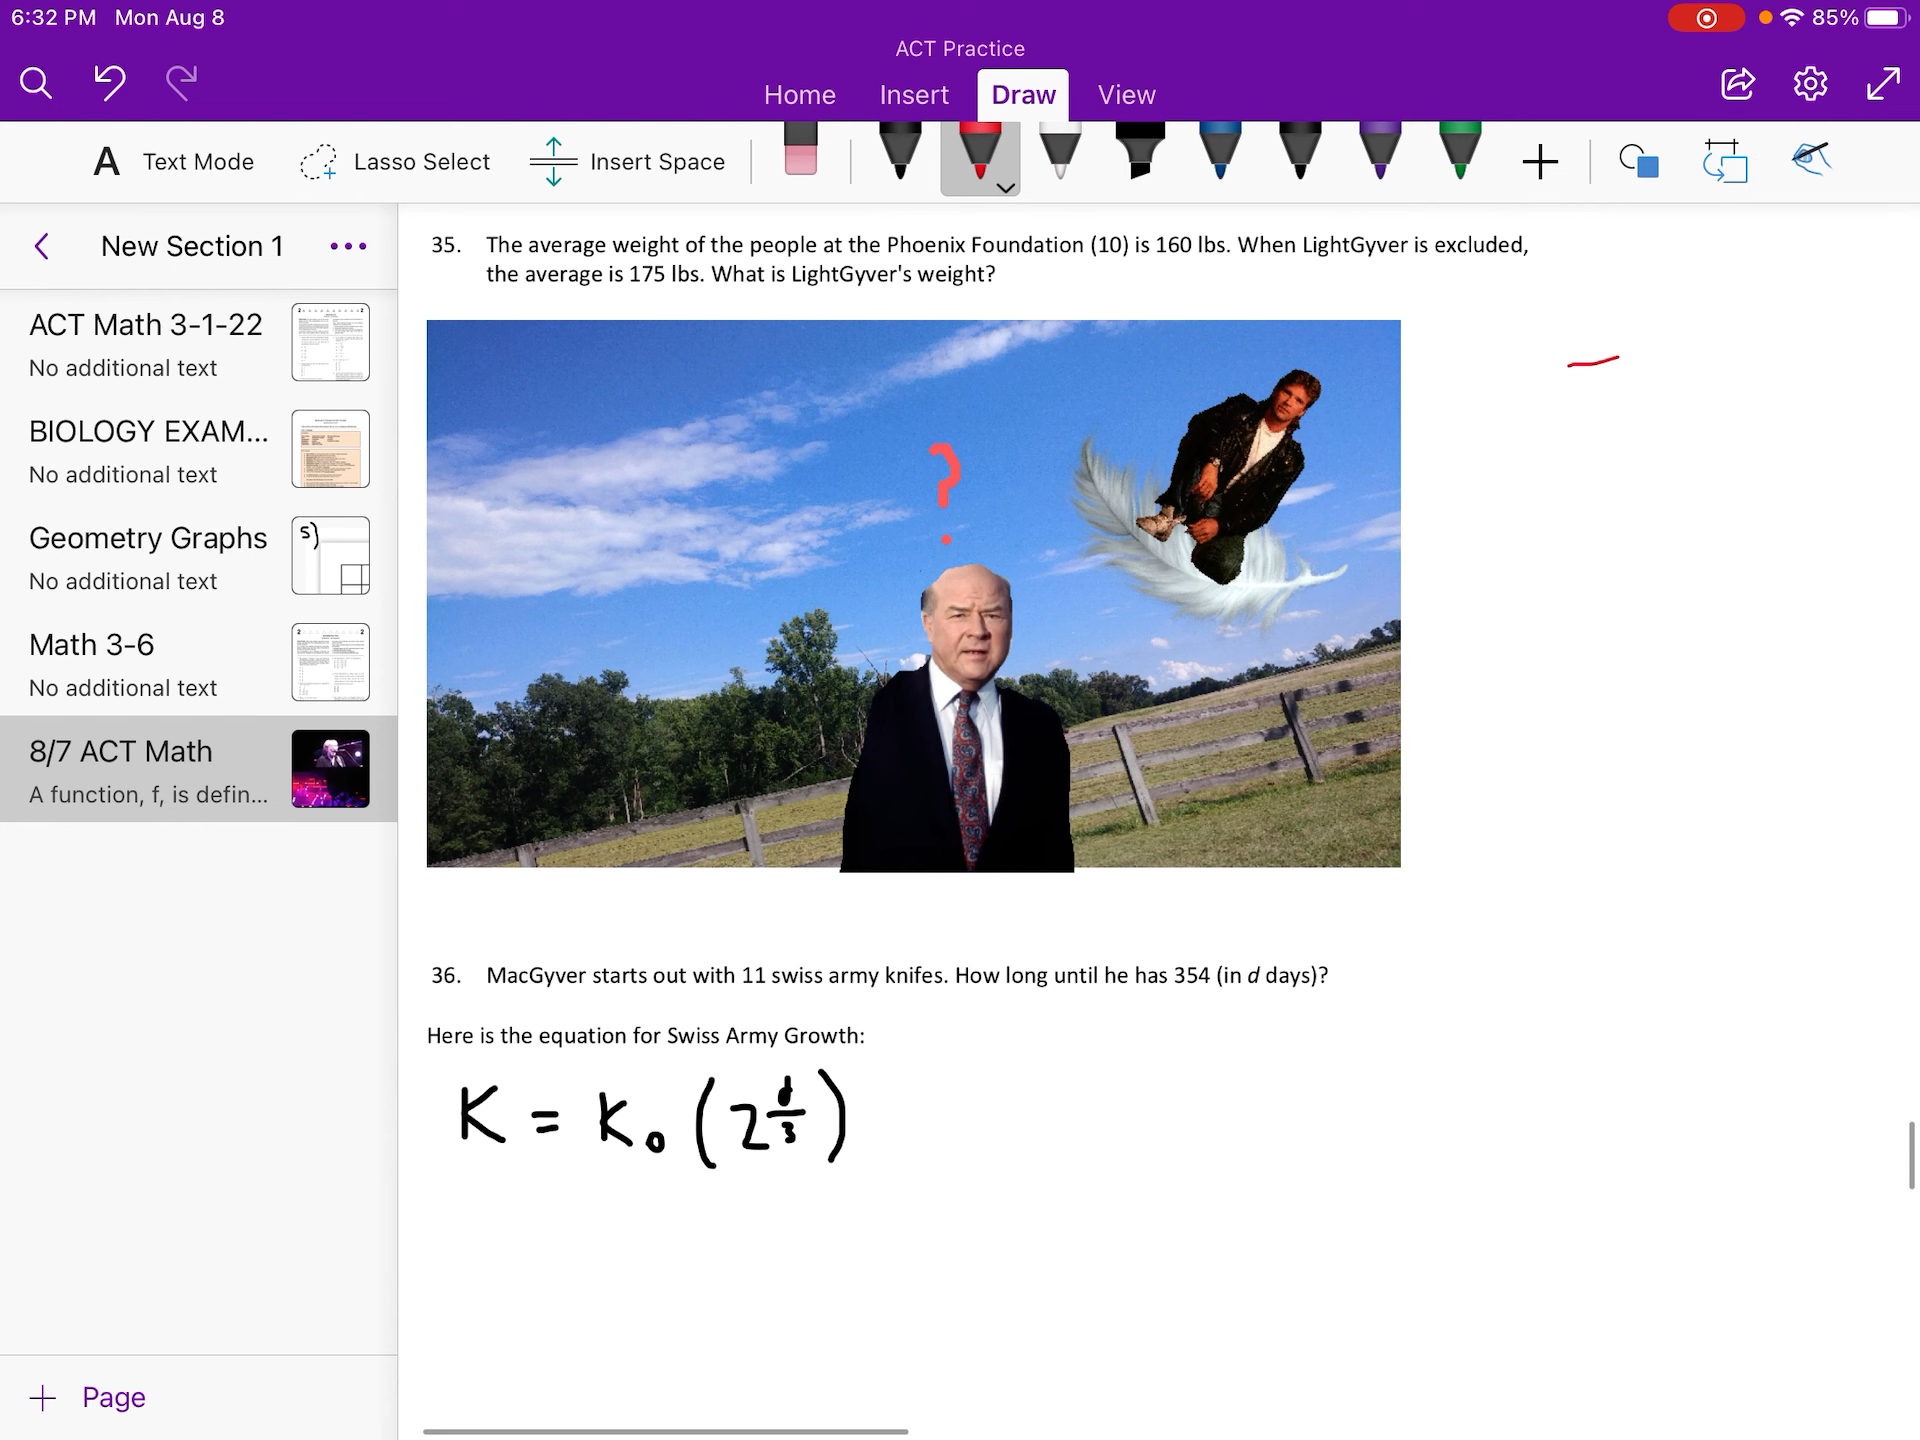 6:32 PM Mon Aug 8
85%
ACT Practice
Home Insert Draw View
A Text Mode Lasso Select Insert Space
New Section 1
ACT Math 3-1-22
No additional text
BIOLOGY EXAM...
No additional text
Geometry Graphs
No additional text
5)
Math 3-6
No additional text
8/7 ACT Math
A function, f, is defin...
Page
35. The average weight of the people at the Phoenix Foundation (10) is 160 lbs. When LightGyver is excluded,
the average is 175 lbs. What is LightGyver's weight?
?
36. MacGyver starts out with 11 swiss army knifes. How long until he has 354 (in d days)?
Here is the equation for Swiss Army Growth:
K = K₀ (2^(d/3))